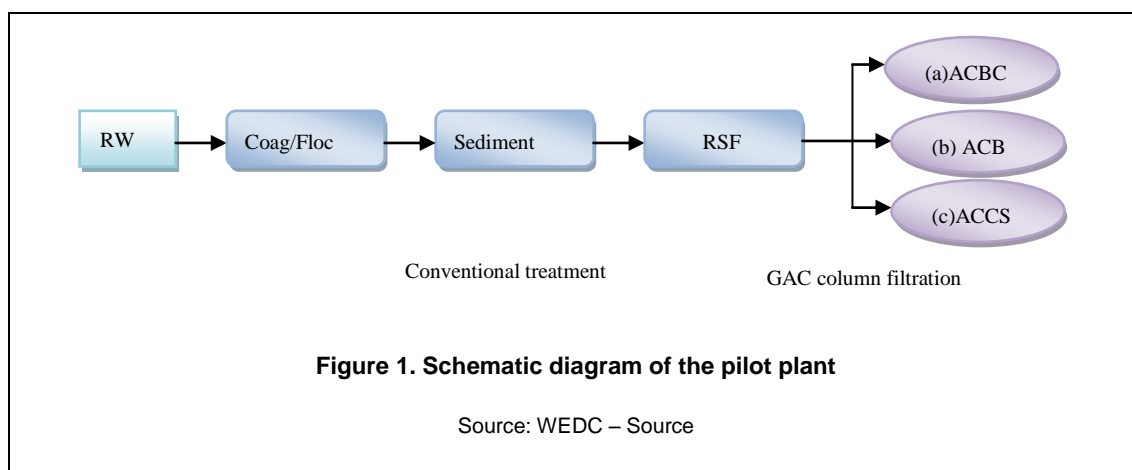 (a)ACBC
RW
Coag/Floc
Sediment
RSF
(b) ACB
(c)ACCS
Conventional treatment
GAC column filtration
Figure 1. Schematic diagram of the pilot plant
Source: WEDC – Source